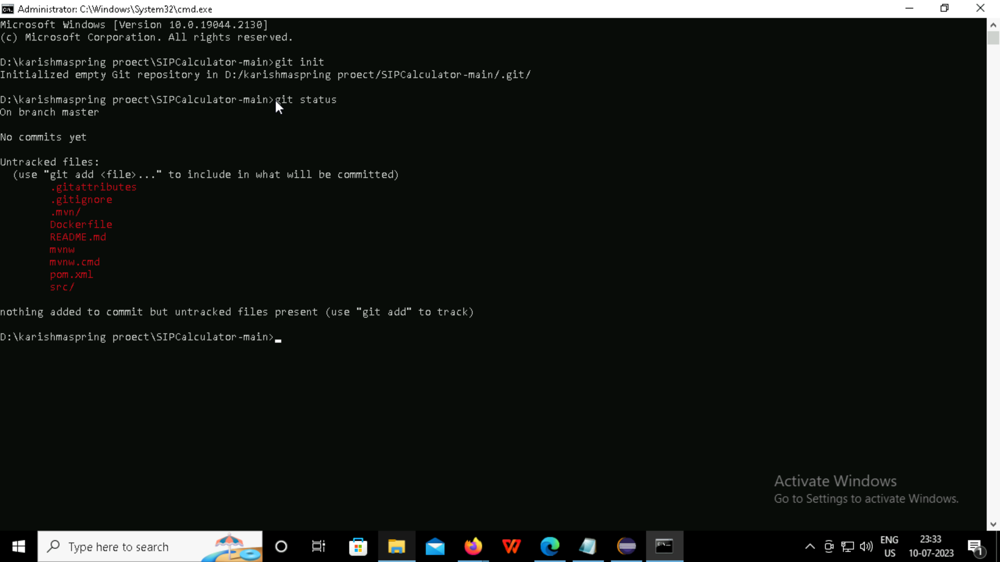 Administrator: C:\Windows\System32\cmd.exe
Microsoft Windows [Version 10.0.19044.2130]
(c) Microsoft Corporation. All rights reserved.
D:\karishmaspring proect\SIPCalculator-main>git init
Initialized empty Git repository in D:/karishmaspring proect/SIPCalculator-main/.git/
D:\karishmaspring proect\SIPCalculator-main>git status
On branch master
No commits yet
Untracked files:
(use "git add <file>..." to include in what will be committed)
.gitattributes
.gitignore
.mvn/
Dockerfile
README.md
mvnw
mvnw.cmd
pom.xml
src/
nothing added to commit but untracked files present (use "git add" to track)
D:\karishmaspring proect\SIPCalculator-main>
Activate Windows
Go to Settings to activate Windows.
Type here to search
ENG
US
23:33
10-07-2023
1